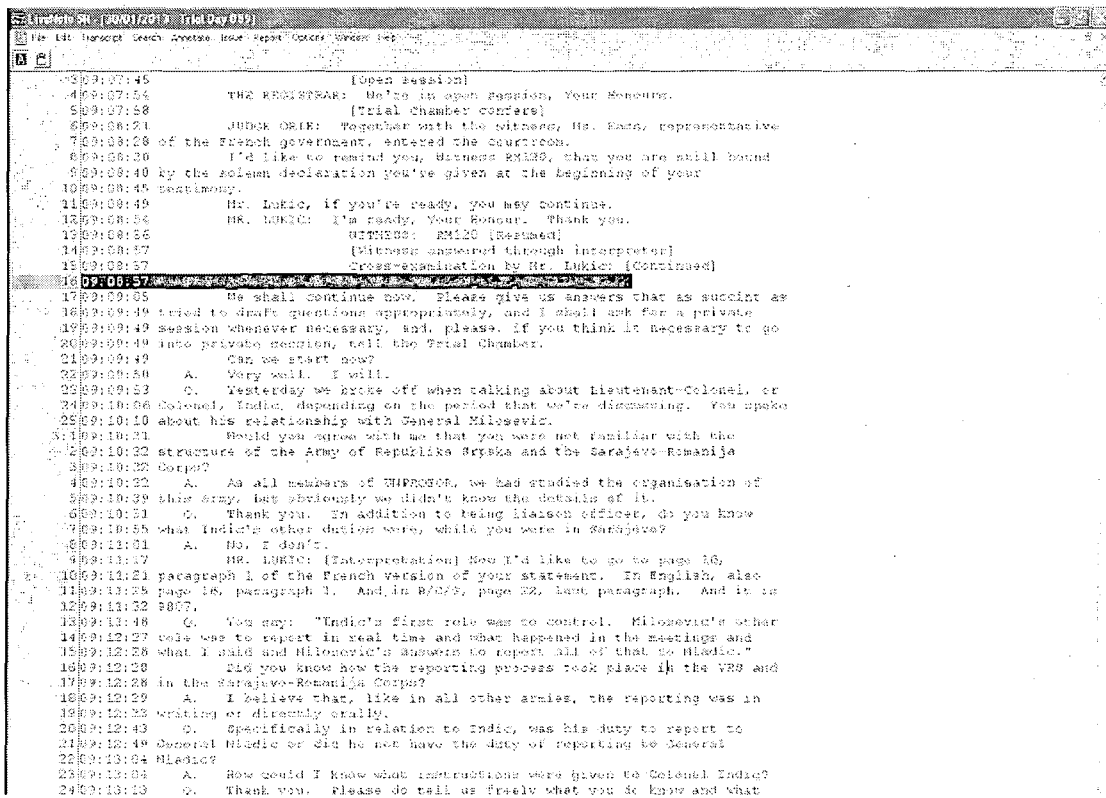 LiveNote SR - [30/01/2013 Trial Day 059]
File Edit Transcript Search Annotate Issue Report Options Window Help
3 09:07:45 [Open session]
4 09:07:54 THE REGISTRAR: We're in open session, Your Honours.
5 09:07:58 [Trial Chamber confers]
6 09:08:21 JUDGE ORIE: Together with the witness, Ms. representative
7 09:08:28 of the French government, entered the courtroom.
8 09:08:30 I'd like to remind you, Witness RM120, that you are still bound
9 09:08:40 by the solemn declaration you've given at the beginning of your
10 09:08:45 testimony.
11 09:08:49 Mr. Lukic, if you're ready, you may continue.
12 09:08:54 MR. LUKIC: I'm ready, Your Honour. Thank you.
13 09:08:56 WITNESS: RM120 [Resumed]
14 09:08:57 [Witness answered through interpreter]
15 09:08:57 Cross-examination by Mr. Lukic: [Continued]
16 09:08:57
17 09:09:05 We shall continue now. Please give us answers that as succint as
18 09:09:49 tried to draft questions appropriately, and I shall ask for a private
19 09:09:49 session whenever necessary, and, please, if you think it necessary to go
20 09:09:49 into private session, tell the Trial Chamber.
21 09:09:49 Can we start now?
22 09:09:50 A. Very well. I will.
23 09:09:53 Q. Yesterday we broke off when talking about Lieutenant-Colonel, or
24 09:10:06 Colonel, Indic, depending on the period that we're discussing. You spoke
25 09:10:10 about his relationship with General Milosevic.
1 09:10:21 Would you agree with me that you were not familiar with the
2 09:10:32 structure of the Army of Republika Srpska and the Sarajevo-Romanija
3 09:10:32 Corps?
4 09:10:32 A. As all members of UNPROFOR, we had studied the organisation of
5 09:10:39 this army, but obviously we didn't know the details of it.
6 09:10:51 Q. Thank you. In addition to being liaison officer, do you know
7 09:10:55 what Indic's other duties were, while you were in Sarajevo?
8 09:11:01 A. No, I don't.
9 09:11:17 MR. LUKIC: [Interpretation] Now I'd like to go to page 16,
10 09:11:21 paragraph 1 of the French version of your statement. In English, also
11 09:11:25 page 16, paragraph 1. And in B/C/S, page 22, last paragraph. And it is
12 09:11:32 9807.
13 09:11:48 Q. You say: "Indic's first role was to control. Milosevic's other
14 09:12:27 role was to report in real time and what happened in the meetings and
15 09:12:28 what I said and Milosevic's answers to report all of that to Mladic."
16 09:12:28 Did you know how the reporting process took place in the VRS and
17 09:12:28 in the Sarajevo-Romanija Corps?
18 09:12:29 A. I believe that, like in all other armies, the reporting was in
19 09:12:33 writing or directly orally.
20 09:12:43 Q. Specifically in relation to Indic, was his duty to report to
21 09:12:49 General Mladic or did he not have the duty of reporting to General
22 09:13:04 Mladic?
23 09:13:04 A. How could I know what instructions were given to Colonel Indic?
24 09:13:13 Q. Thank you. Please do tell us freely what you do know and what